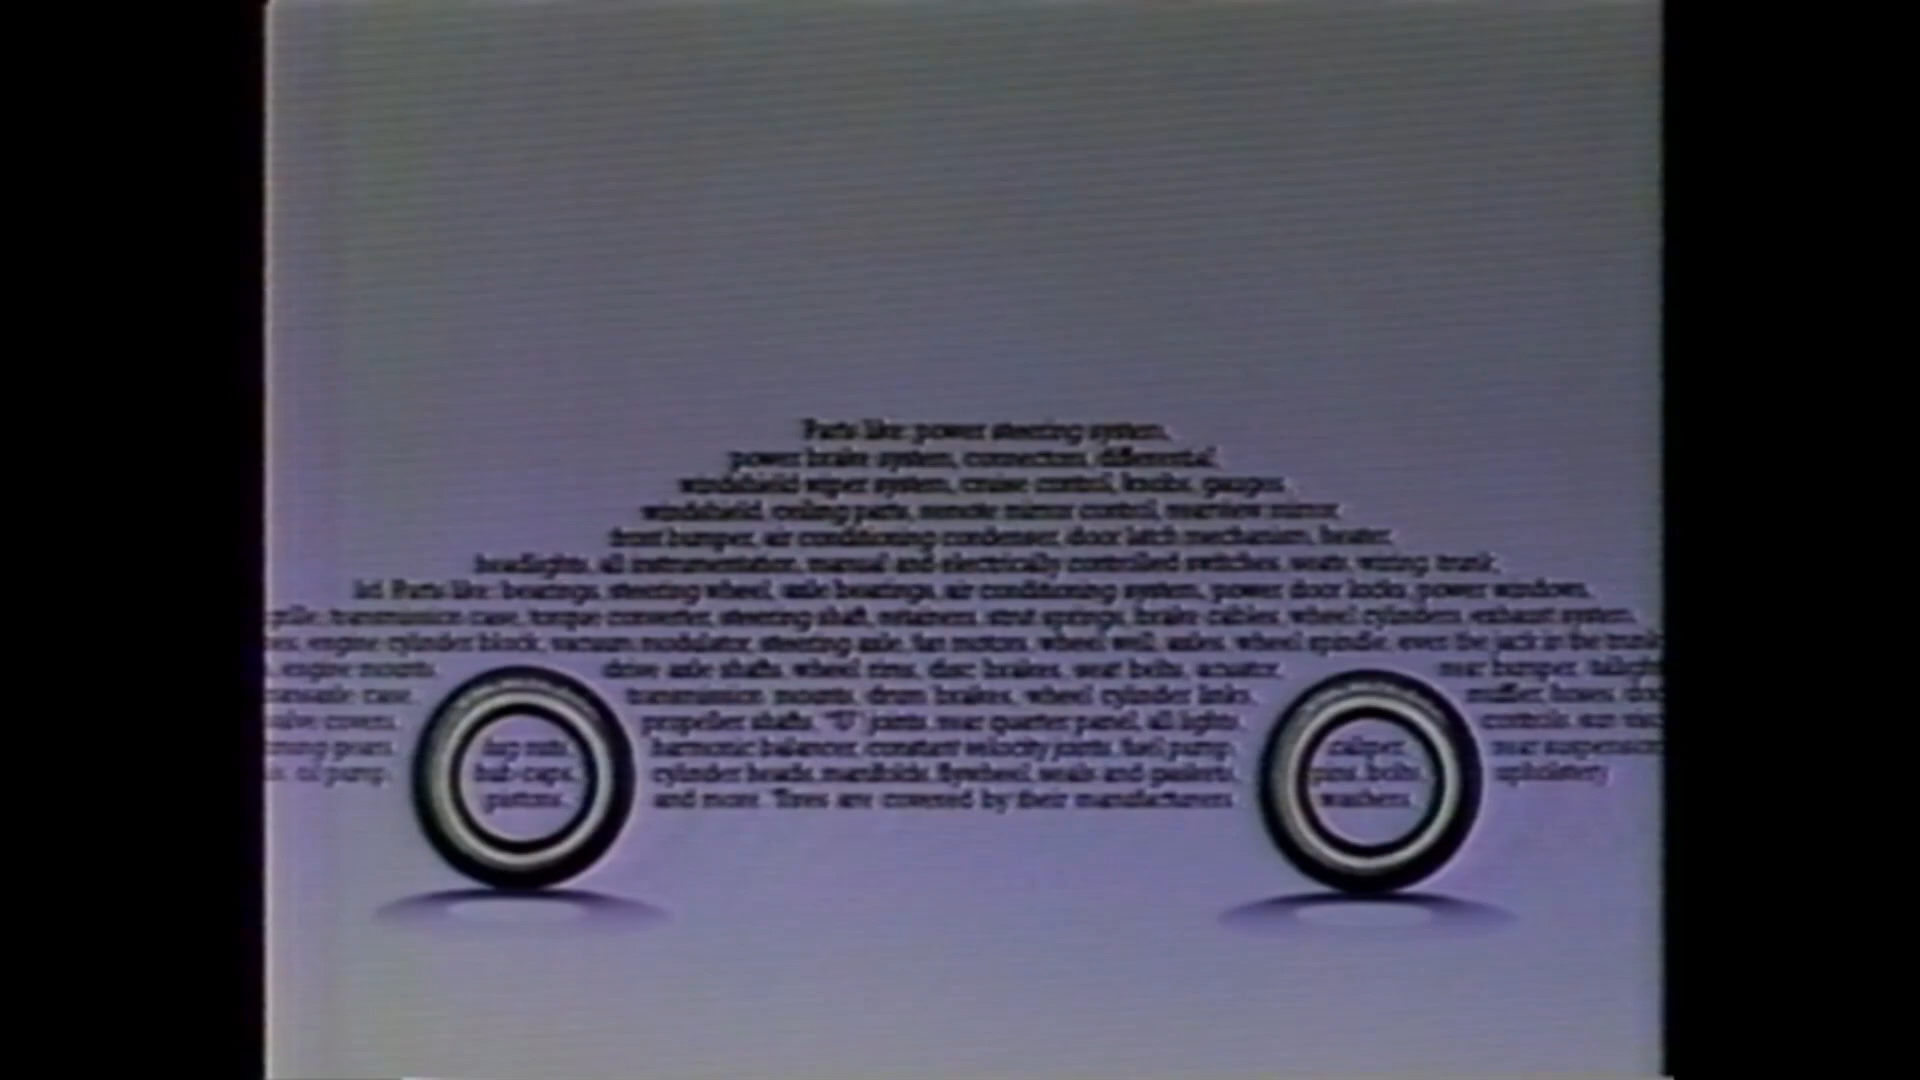 Parts like: power steering system,
power brake system, connectors, differential,
windshield wiper system, cruise control, knobs, gauges,
windshield, ceiling parts, remote mirror control, rearview mirror,
front bumper, air conditioning condenser, door latch mechanism, heater,
headlights, all instrumentation, manual and electrically controlled switches, seats, wiring, trunk
Parts like: bearings, steering wheel, axle bearings, air conditioning system, power door locks, power windows,
transmission case, torque converter, steering shaft, retainers, strut springs, brake cables, wheel cylinders, exhaust system,
engine cylinder block, vacuum modulator, steering axle, fan motors, wheel well, axles, wheel spindle, even the jack in the trunk
, engine mounts, drive axle shafts, wheel rims, disc brakes, seat belts, actuator, rear bumper,
case, transmission mounts, drum brakes, wheel cylinder links, muffler, hoses,
valve covers, propeller shafts, "U" joints, rear quarter panel, all lights, controls, sun
gears, lug nuts, harmonic balancer, constant velocity joints, fuel pump, caliper rear suspension
oil pump, hub caps, cylinder heads, manifolds, flywheel, seals and gaskets, pins, bolts, upholstery
pistons, and more. Tires are covered by their manufacturers. washers,